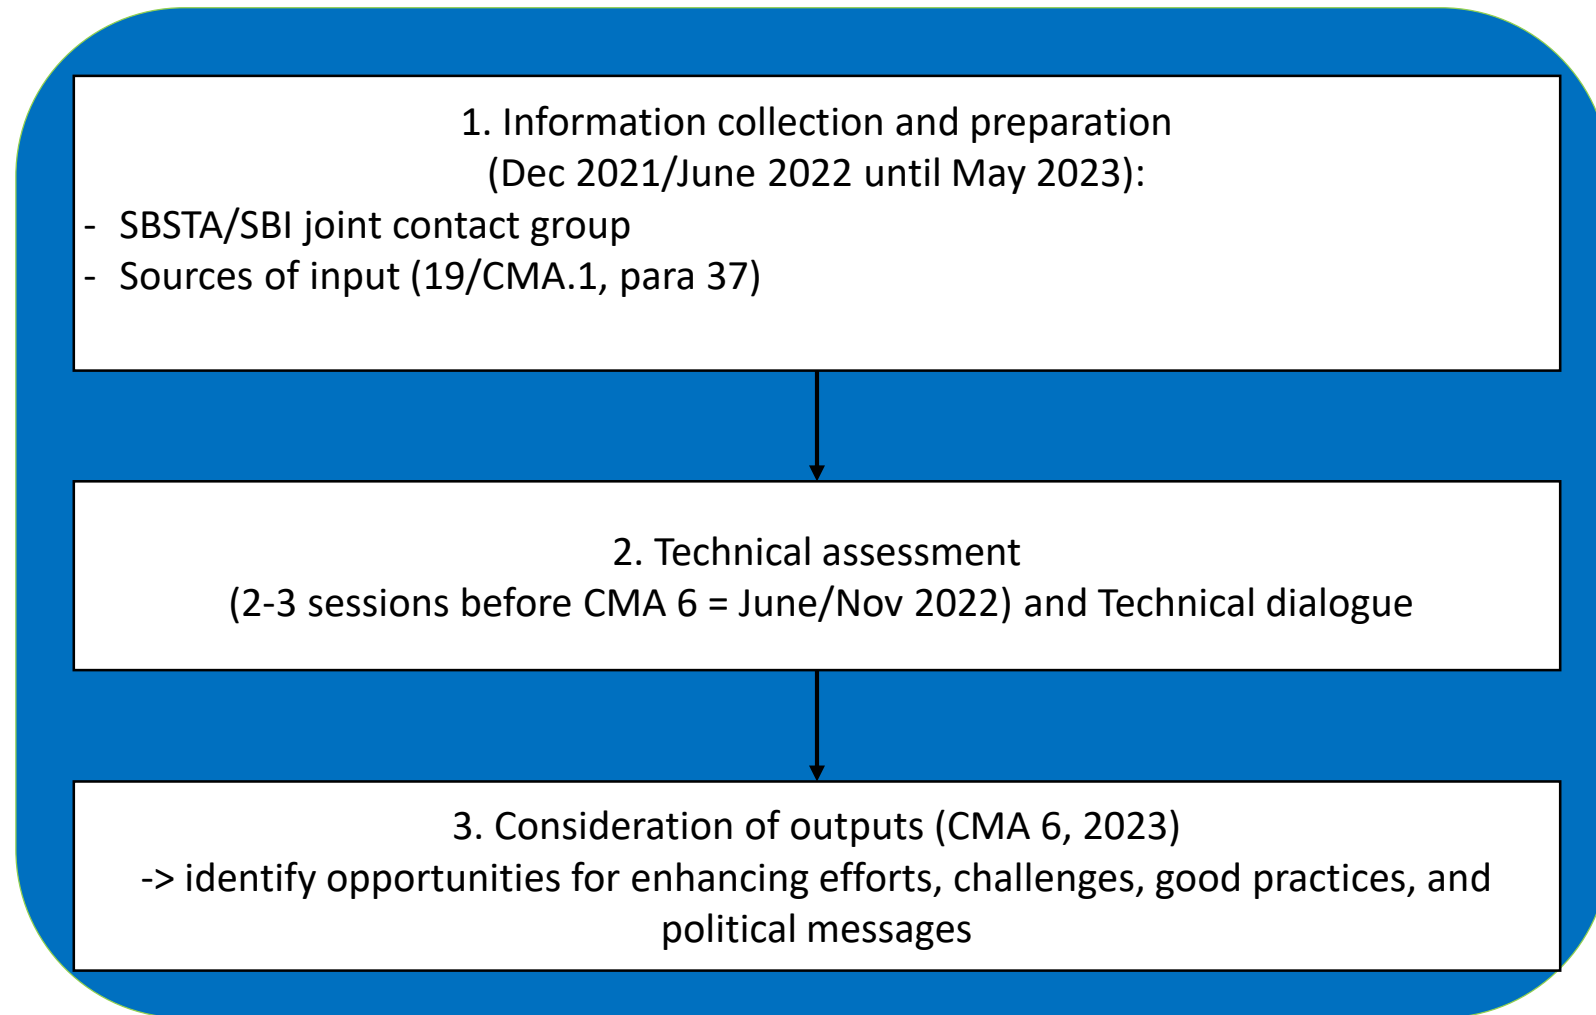 1. Information collection and preparation
(Dec 2021/June 2022 until May 2023):
- SBSTA/SBI joint contact group
- Sources of input (19/CMA.1, para 37)
2. Technical assessment
(2-3 sessions before CMA 6 = June/Nov 2022) and Technical dialogue
3. Consideration of outputs (CMA 6, 2023)
-> identify opportunities for enhancing efforts, challenges, good practices, and
political messages